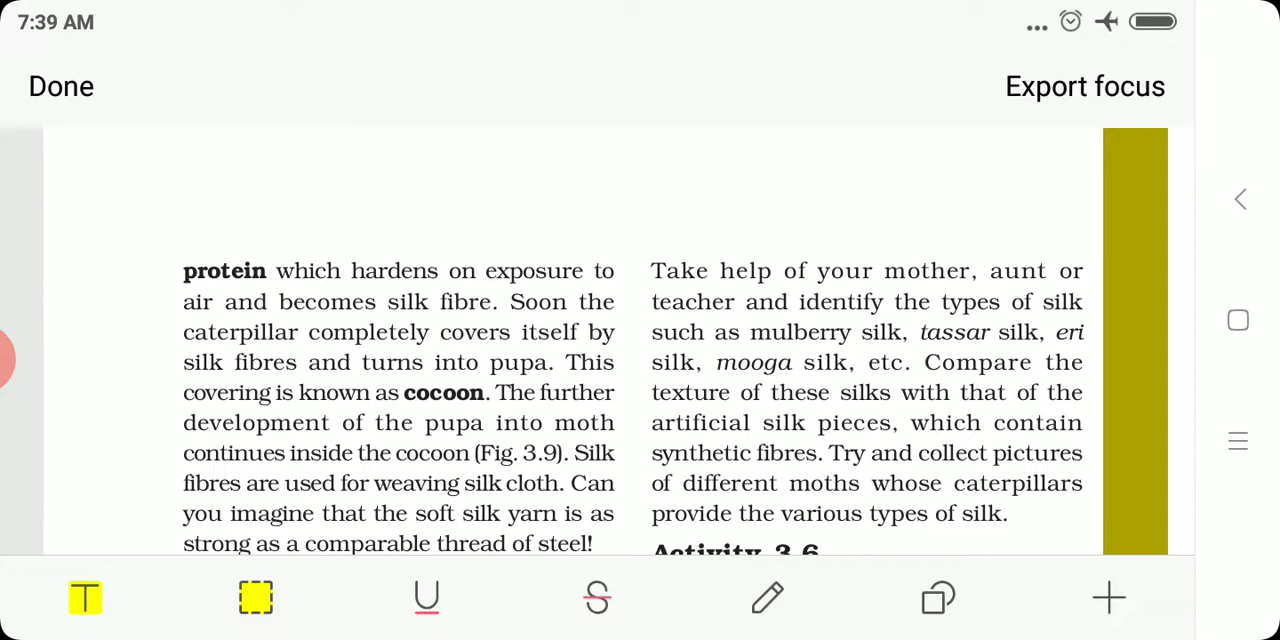 7:39 AM
Done
Export focus
protein which hardens on exposure to
air and becomes silk fibre. Soon the
caterpillar completely covers itself by
silk fibres and turns into pupa. This
covering is known as cocoon. The further
development of the pupa into moth
continues inside the cocoon (Fig. 3.9). Silk
fibres are used for weaving silk cloth. Can
you imagine that the soft silk yarn is as
strong as a comparable thread of steel!
Take help of your mother, aunt or
teacher and identify the types of silk
such as mulberry silk, tassar silk, eri
silk, mooga silk, etc. Compare the
texture of these silks with that of the
artificial silk pieces, which contain
synthetic fibres. Try and collect pictures
of different moths whose caterpillars
provide the various types of silk.
Activity 3.6
T
U
S